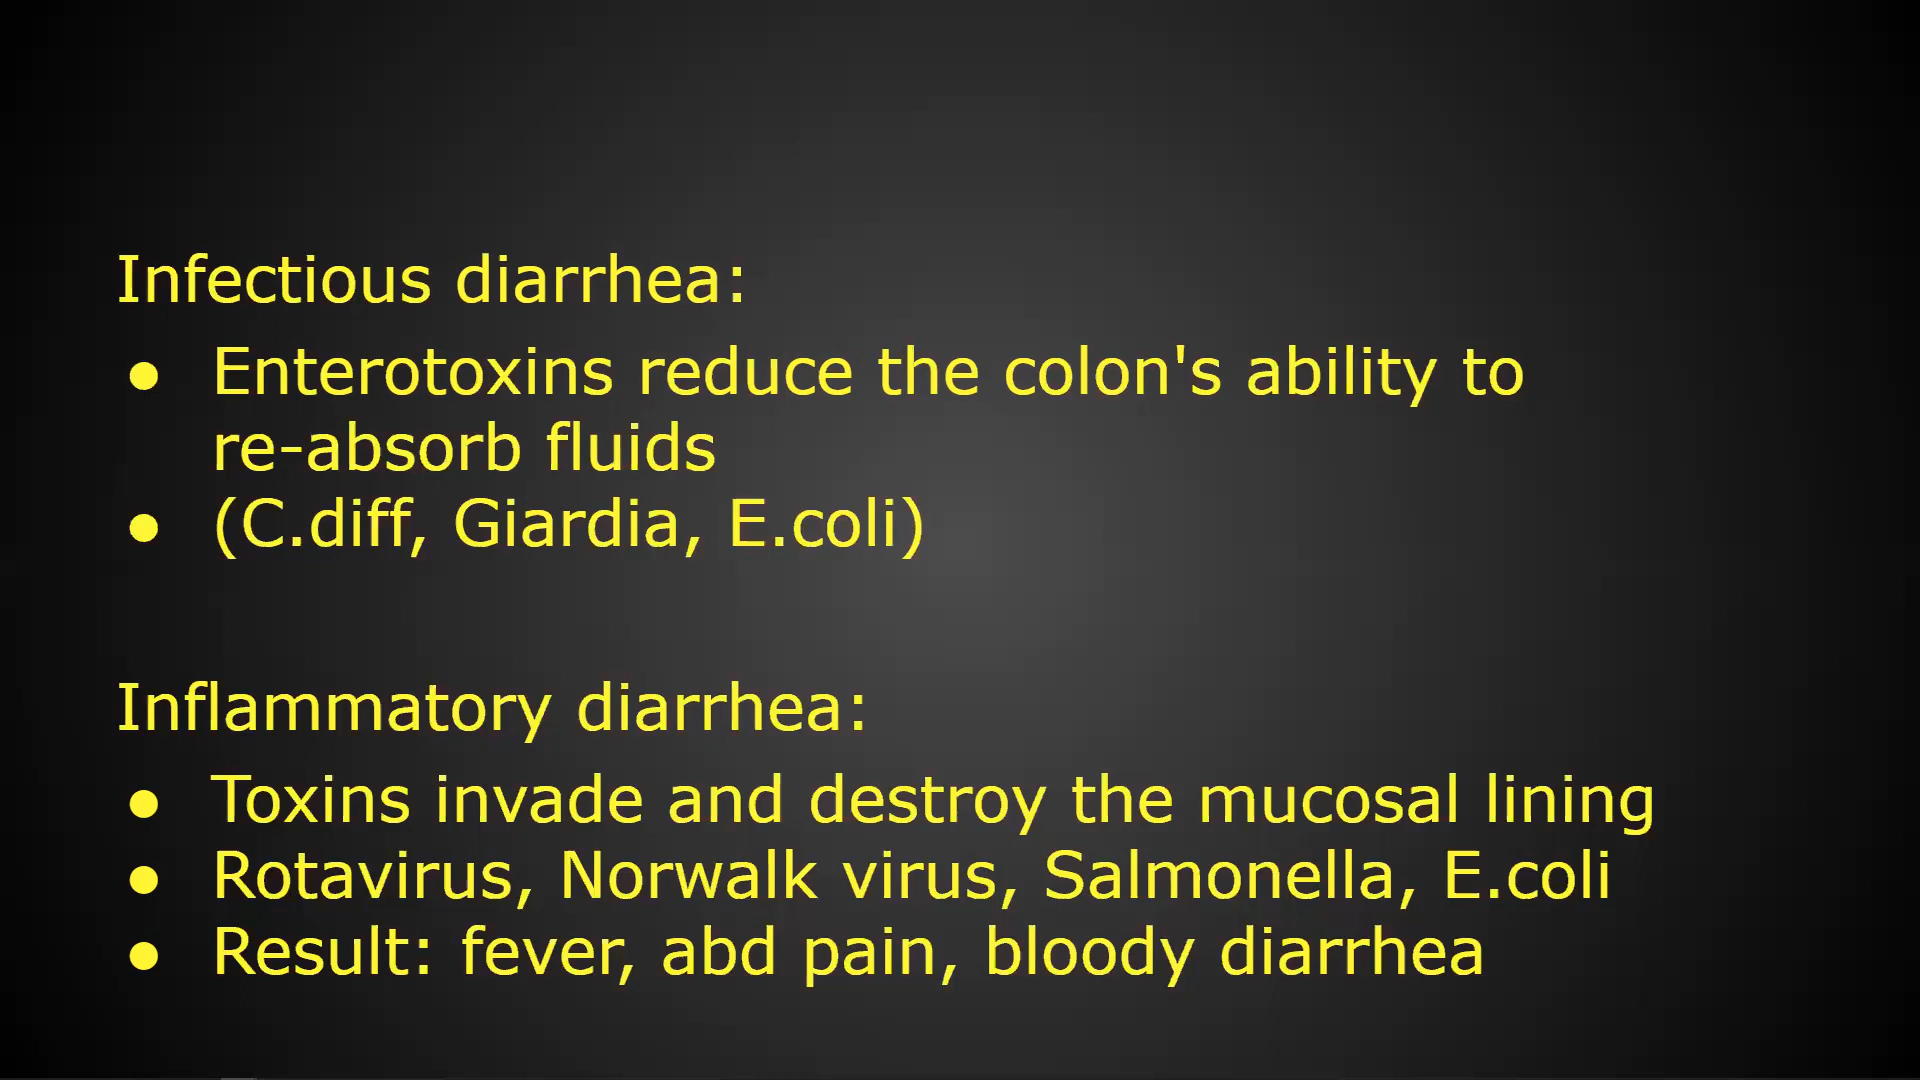 Infectious diarrhea:
● Enterotoxins reduce the colon's ability to
re-absorb fluids
● (C.diff, Giardia, E.coli)
Inflammatory diarrhea:
● Toxins invade and destroy the mucosal lining
● Rotavirus, Norwalk virus, Salmonella, E.coli
● Result: fever, abd pain, bloody diarrhea